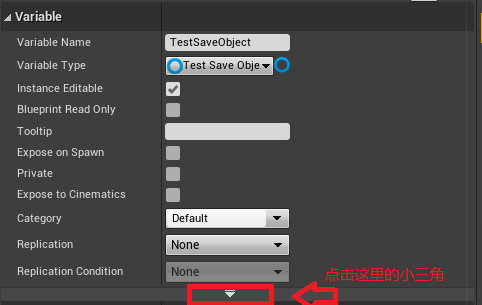 Variable
Variable Name TestSaveObject
Variable Type Test Save Obje
Instance Editable
Blueprint Read Only
Tooltip
Expose on Spawn
Private
Expose to Cinematics
Category Default
Replication None
Replication Condition None
点击这里的小三角